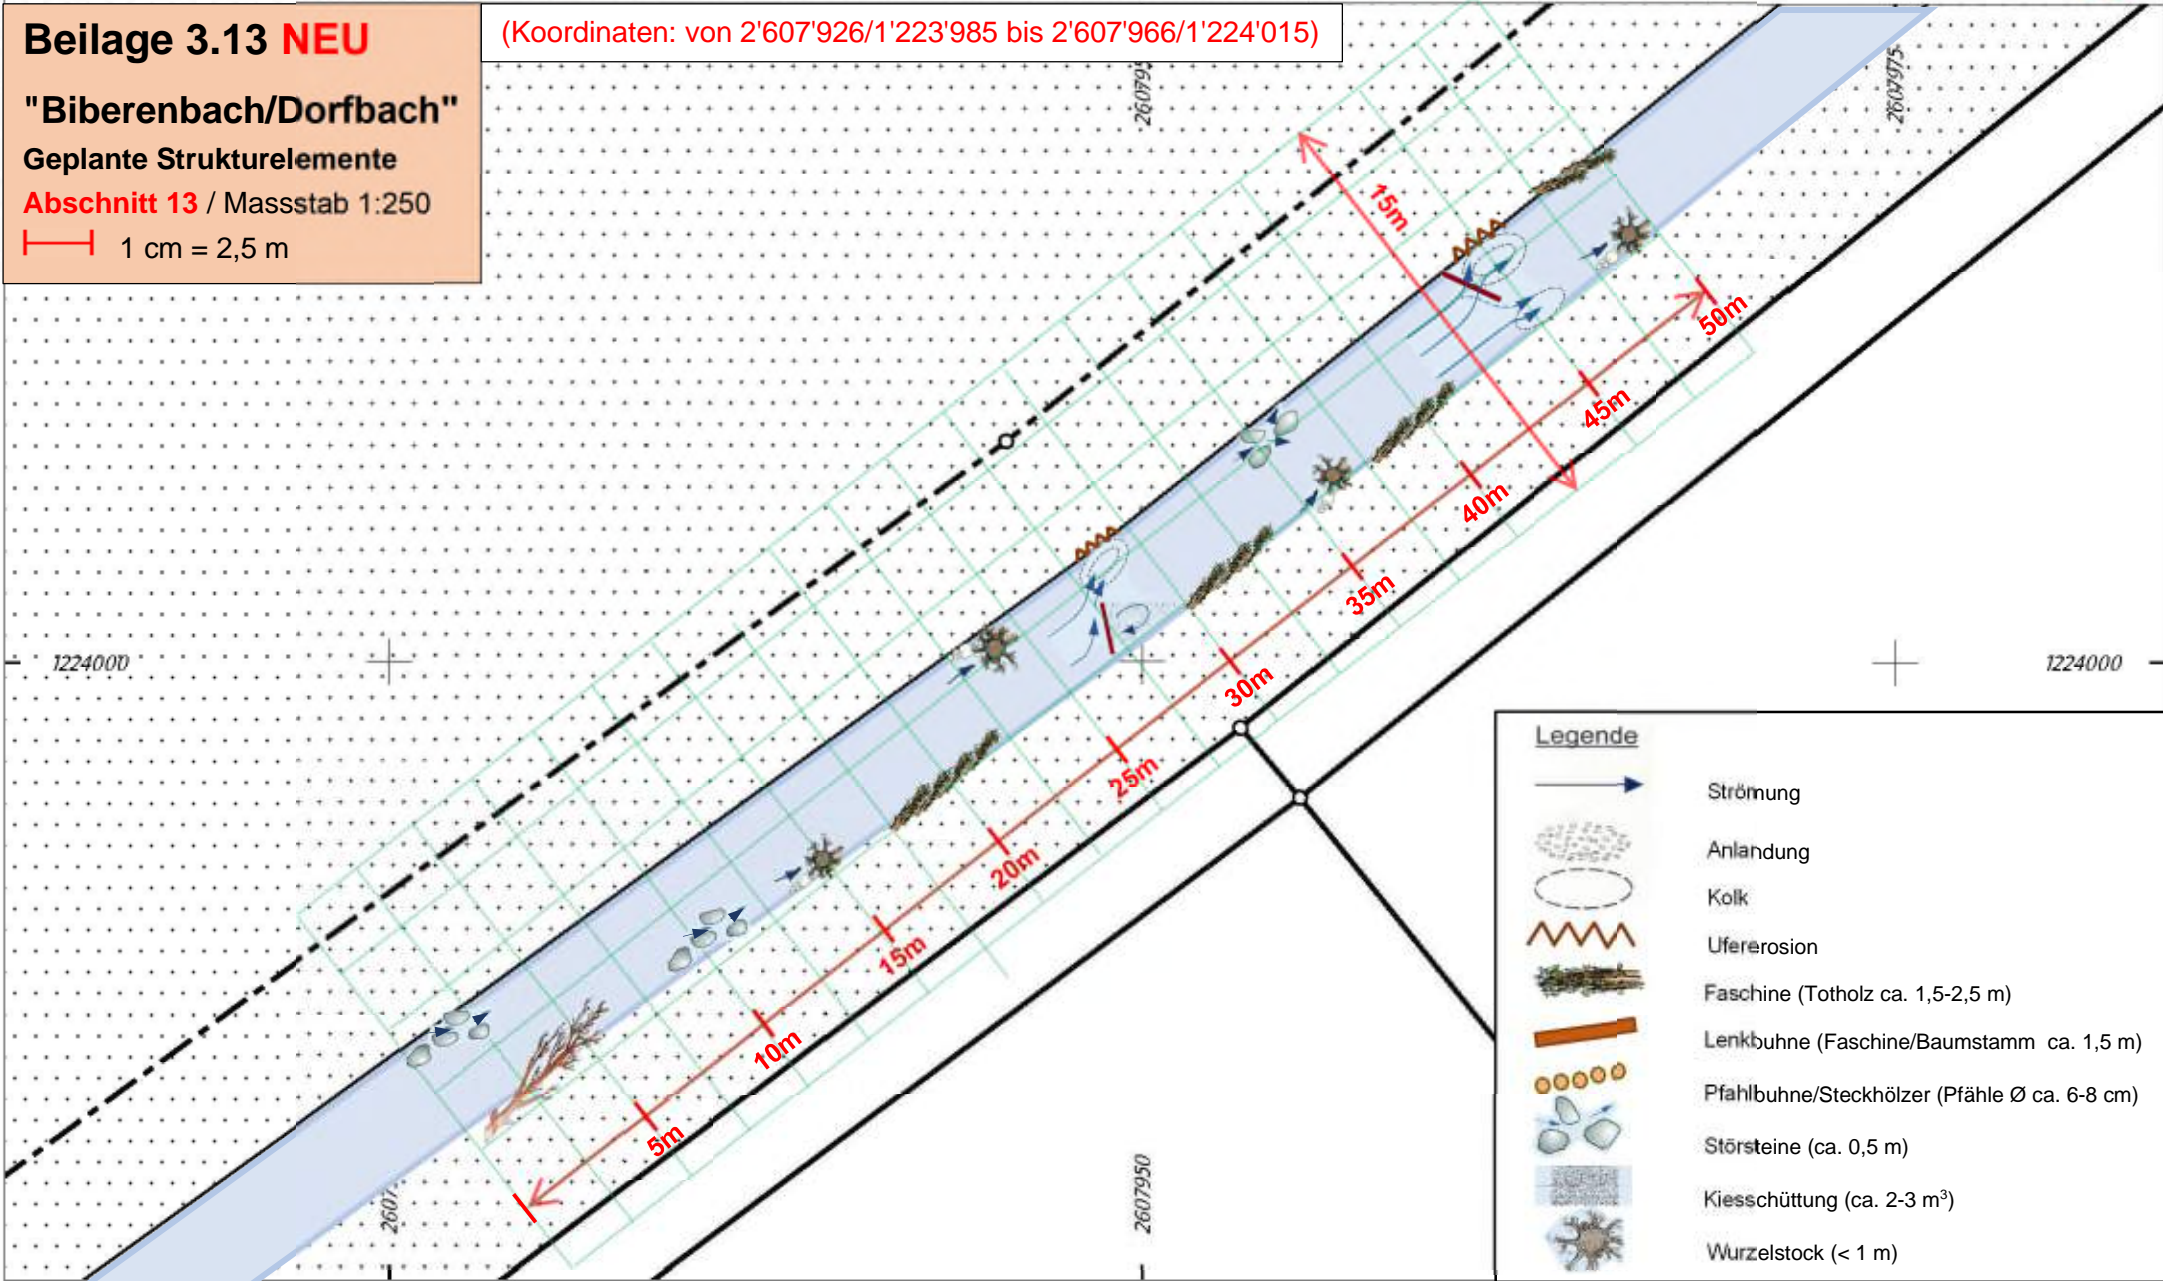 Beilage 3.13 NEU
"Biberenbach/Dorfbach"
Geplante Strukturelemente
Abschnitt 13 / Massstab 1:250
1 cm = 2,5 m
(Koordinaten: von 2'607'926/1'223'985 bis 2'607'966/1'224'015)
260795
2607975
15m
50m
45m
40m
35m
30m
25m
20m
15m
10m
5m
1224000
1224000
2607
2607950
Legende
Strömung
Anlandung
Kolk
Ufererosion
Faschine (Totholz ca. 1,5-2,5 m)
Lenkbuhne (Faschine/Baumstamm ca. 1,5 m)
Pfahlbuhne/Steckhölzer (Pfähle Ø ca. 6-8 cm)
Störsteine (ca. 0,5 m)
Kiesschüttung (ca. 2-3 m³)
Wurzelstock (< 1 m)